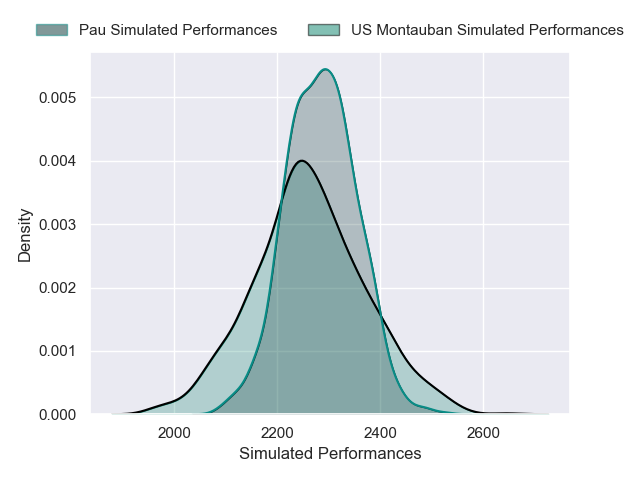 Pau Simulated Performances
US Montauban Simulated Performances
0.005
0.004
0.003
0.002
0.001
0.000
Density
2000
2200
2400
2600
Simulated Performances